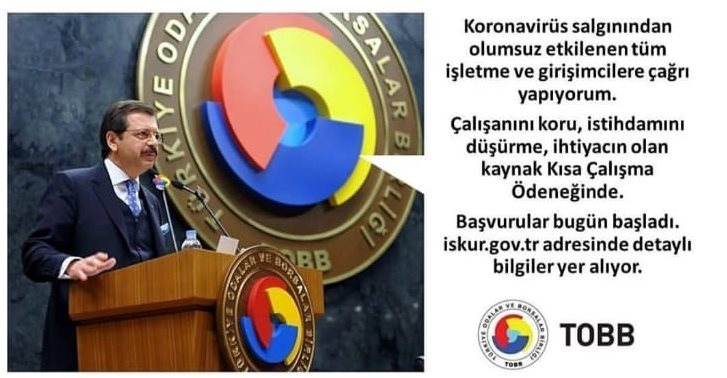 Koronavirüs salgınından
olumsuz etkilenen tüm
işletme ve girişimcilere çağrı
yapıyorum.
Çalışanını koru, istihdamını
düşürme, ihtiyacın olan
kaynak Kısa Çalışma
Ödeneğinde.
Başvurular bugün başladı.
iskur.gov.tr adresinde detaylı
bilgiler yer alıyor.
TÜRKİYE ODALAR VE BORSALAR BİRLİĞİ
TOBB
TOBB
TÜRKİYE ODALAR VE BORSALAR BİRLİĞİ
TOBB
TÜRKİYE ODALAR VE BORSALAR BİRLİĞİ